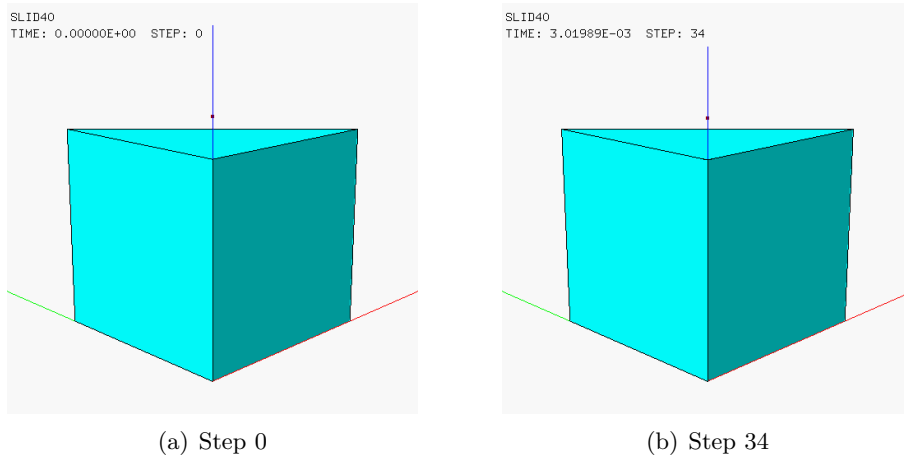 SLID40
TIME: 0.00000E+00 STEP: 0
SLID40
TIME: 3.01989E-03 STEP: 34
(a) Step 0
(b) Step 34